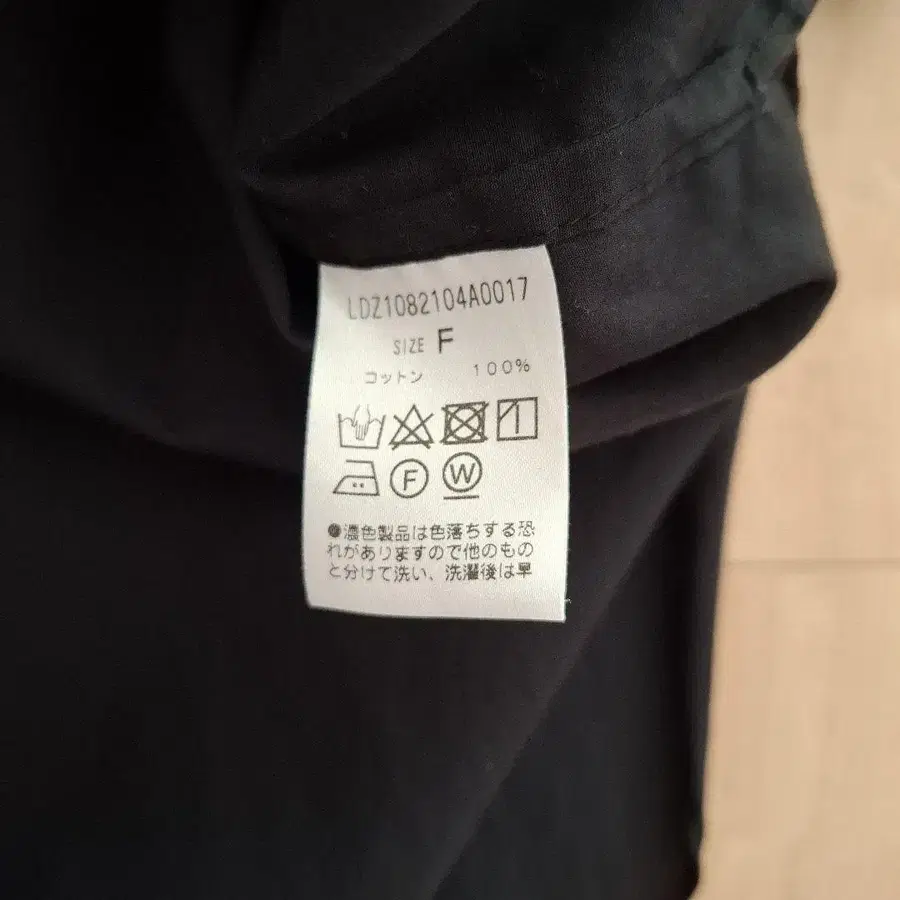 LDZ1082104A0017
SIZE F
コットン 100%
F W
●濃色製品は色落ちする恐
れがありますので他のもの
と分けて洗い、洗濯後は早